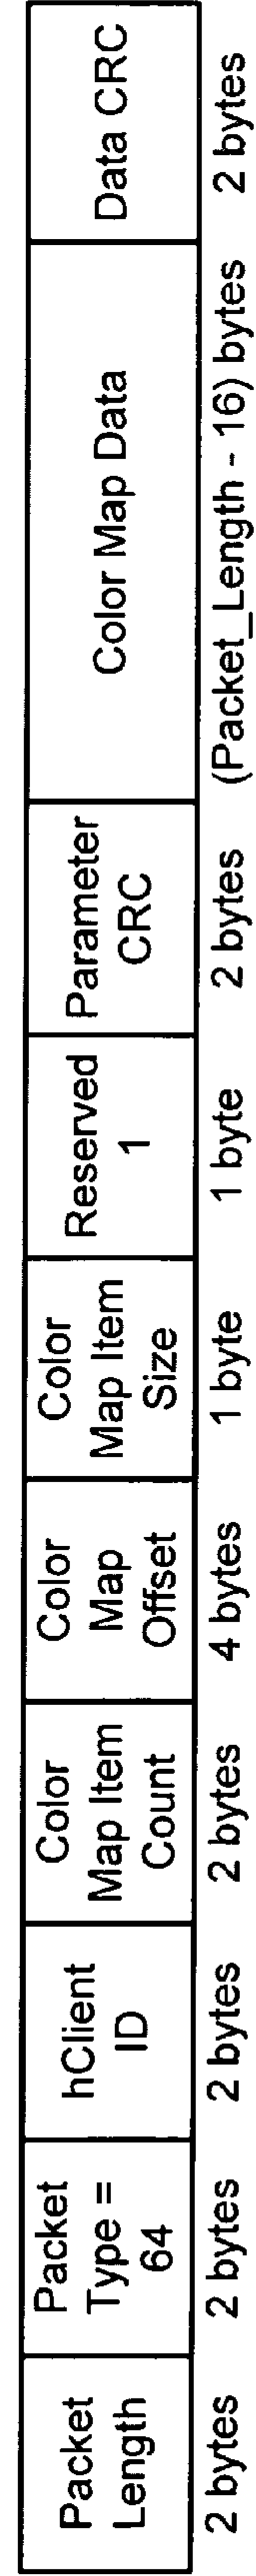 Packet
Length
2 bytes
Packet
Type =
64
2 bytes
hClient
ID
2 bytes
Color
Map Item
Count
2 bytes
Color
Map
Offset
4 bytes
Color
Map Item
Size
1 byte
Reserved
1
1 byte
Parameter
CRC
2 bytes
Color Map Data
(Packet_Length - 16) bytes
Data CRC
2 bytes